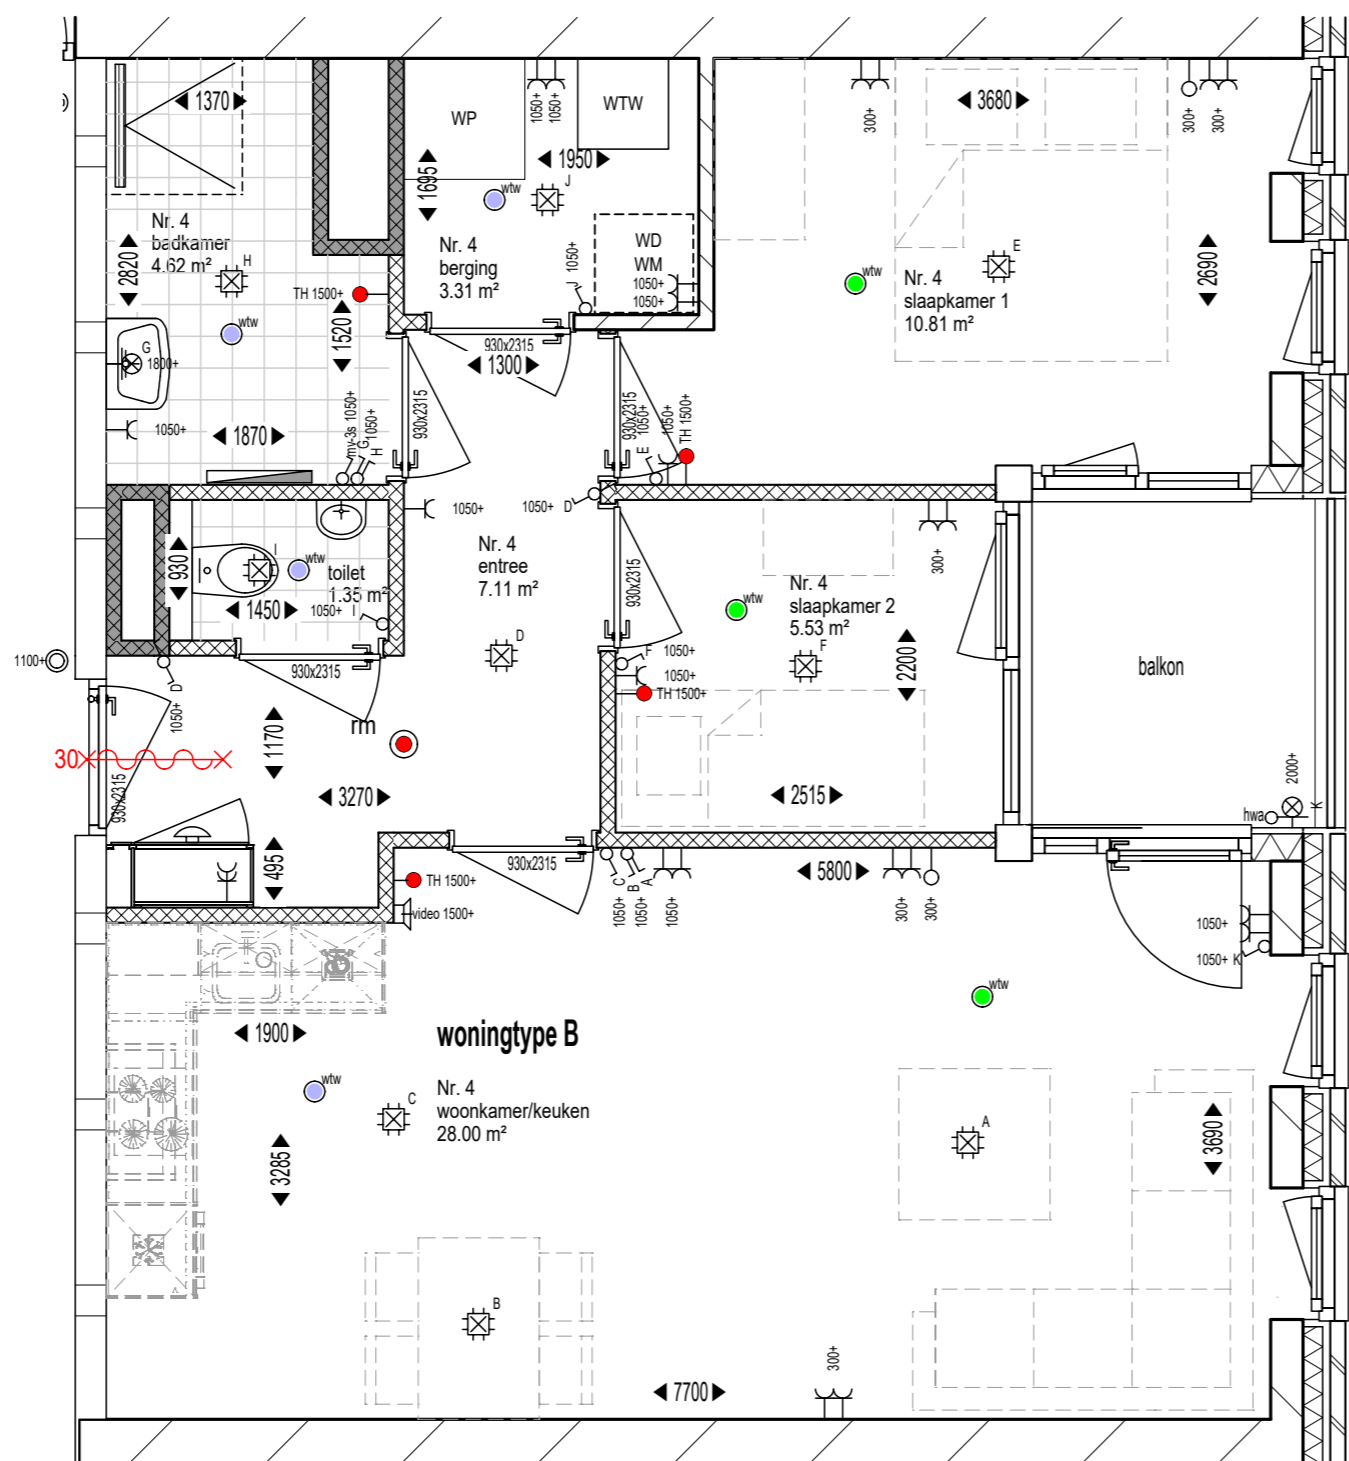 1370
WP
1050+
1050+
WTW
300+
3680
300+
300+
1695
1950
wtw
J
Nr. 4
badkamer
4.62 m²
2820
H
Nr. 4
berging
3.31 m²
1050+
J
WD
WM
1050+
1050+
wtw
Nr. 4
slaapkamer 1
10.81 m²
E
2690
TH 1500+
wtw
1520
G
1800+
930x2315
1300
930x2315
930x2315
1050+
1870
mv-3s 1050+
G
1050+
H
1050+
E
1050+
TH 1500+
1050+
1050+
D
930
I
wtw
toilet
1.35 m²
1450
1050+
I
Nr. 4
entree
7.11 m²
930x2315
300+
wtw
Nr. 4
slaapkamer 2
5.53 m²
F
2200
balkon
1100+
D
1050+
930x2315
D
F
1050+
1050+
TH 1500+
rm
30
1170
930x2315
3270
2515
2000+
K
hwa
495
TH 1500+
video 1500+
930x2315
C
B
A
1050+
1050+
1050+
5800
300+
300+
1050+
1050+
K
wtw
1900
woningtype B
wtw
C
Nr. 4
woonkamer/keuken
28.00 m²
3285
A
3690
B
300+
7700